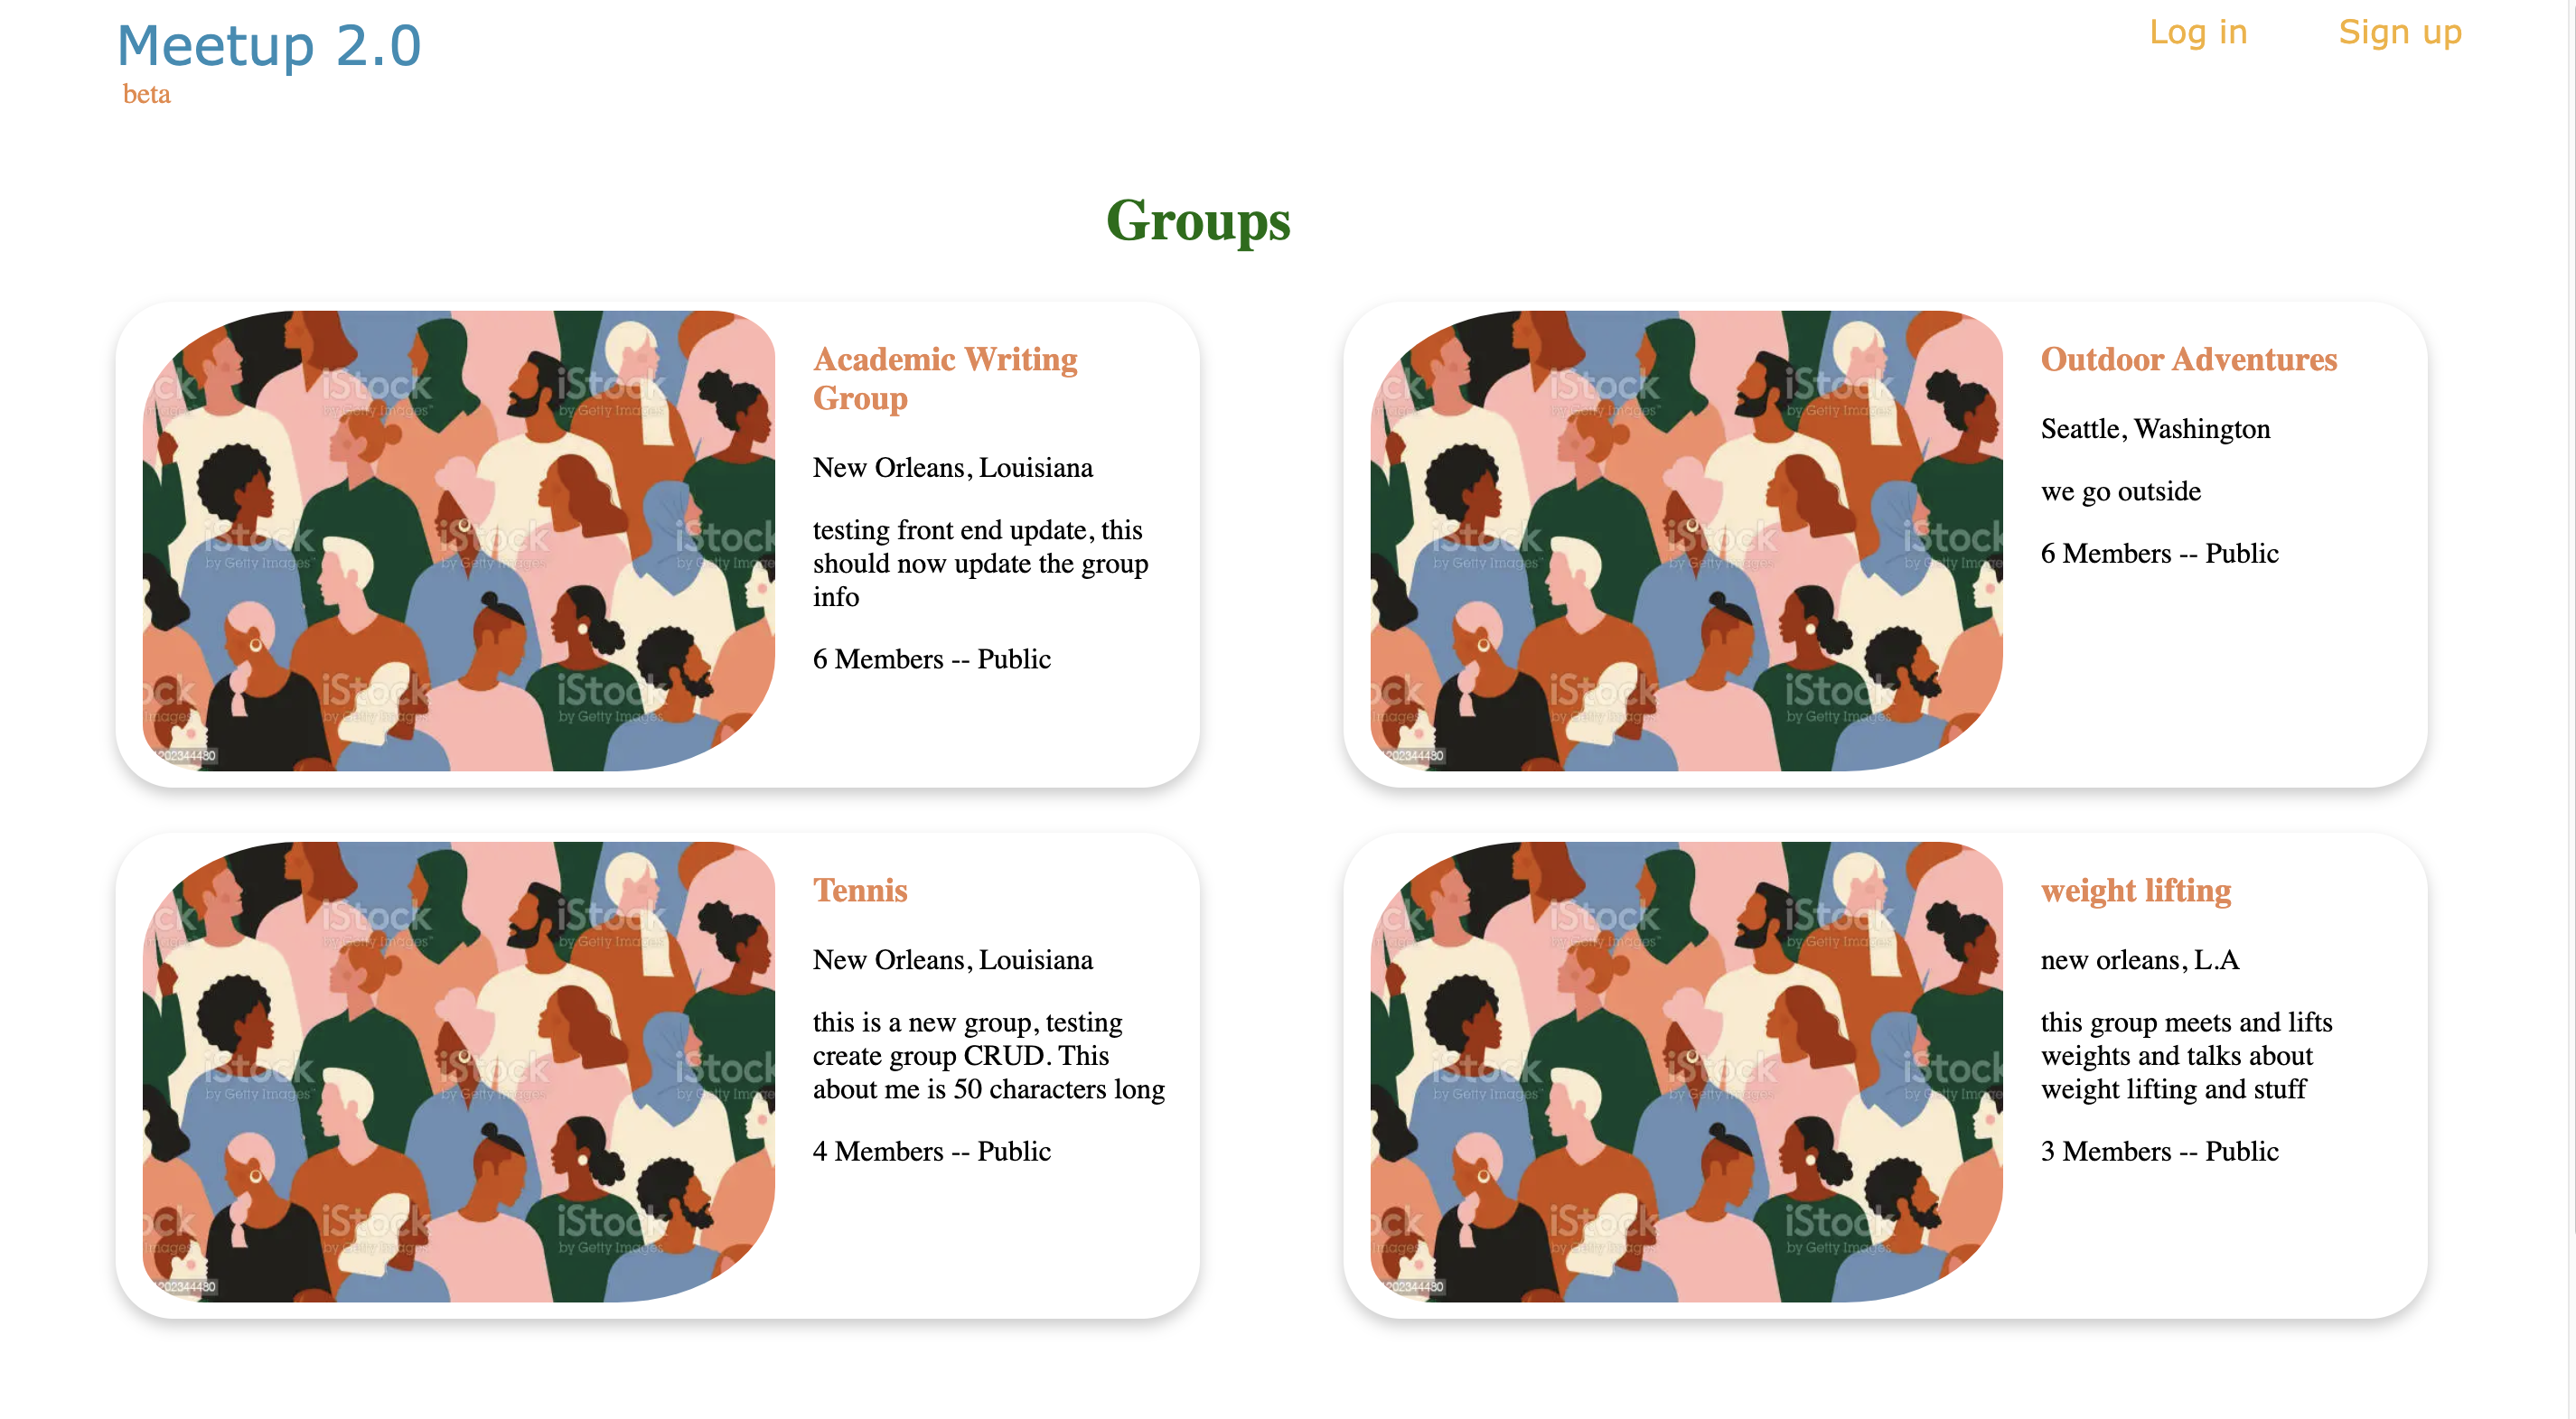 Meetup 2.0
beta
Log in
Sign up
Groups
Academic Writing
Group
New Orleans, Louisiana
testing front end update, this
should now update the group
info
6 Members -- Public
Outdoor Adventures
Seattle, Washington
we go outside
6 Members -- Public
Tennis
New Orleans, Louisiana
this is a new group, testing
create group CRUD. This
about me is 50 characters long
4 Members -- Public
weight lifting
new orleans, L.A
this group meets and lifts
weights and talks about
weight lifting and stuff
3 Members -- Public
iStock
by Getty Images